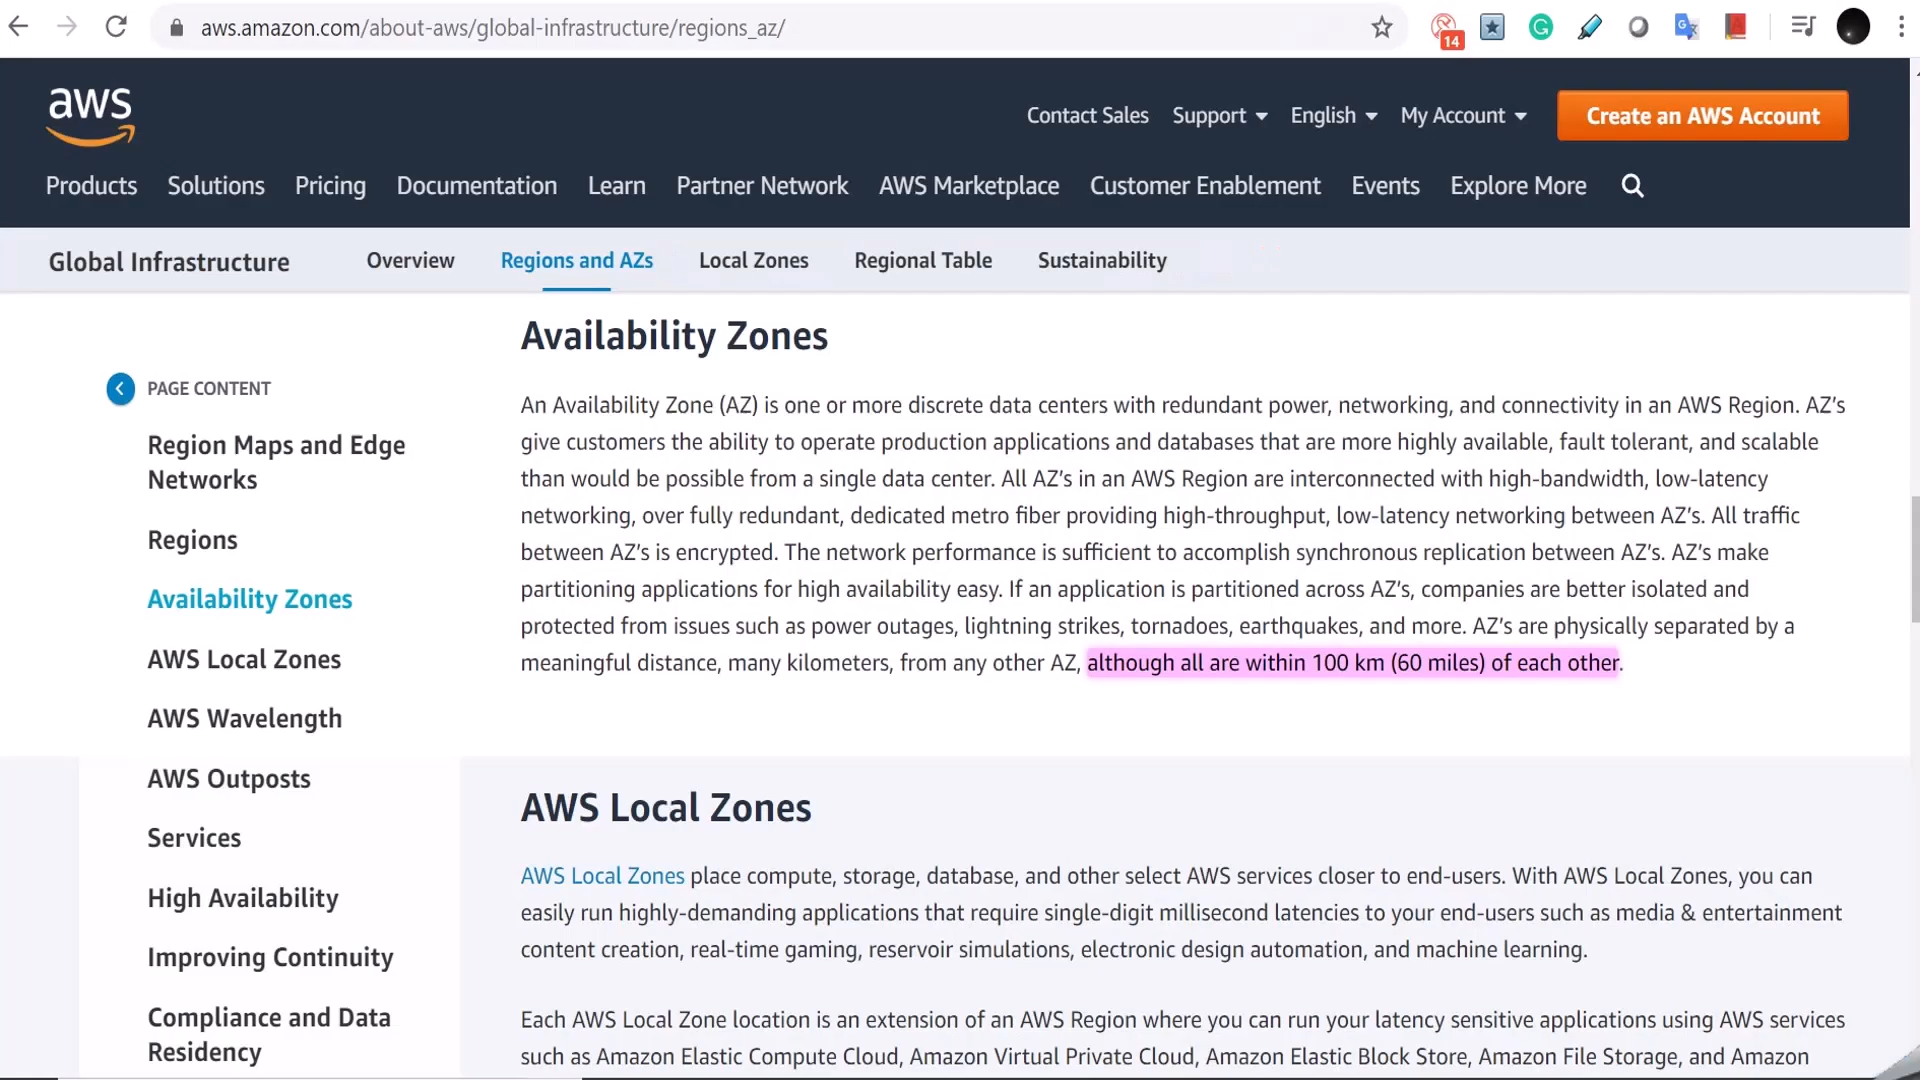 aws.amazon.com/about-aws/global-infrastructure/regions_az/
14
aws
Contact Sales Support English My Account Create an AWS Account
Products Solutions Pricing Documentation Learn Partner Network AWS Marketplace Customer Enablement Events Explore More
Global Infrastructure Overview Regions and AZs Local Zones Regional Table Sustainability
PAGE CONTENT
Region Maps and Edge
Networks
Regions
Availability Zones
AWS Local Zones
AWS Wavelength
AWS Outposts
Services
High Availability
Improving Continuity
Compliance and Data
Residency
Availability Zones
An Availability Zone (AZ) is one or more discrete data centers with redundant power, networking, and connectivity in an AWS Region. AZ’s
give customers the ability to operate production applications and databases that are more highly available, fault tolerant, and scalable
than would be possible from a single data center. All AZ’s in an AWS Region are interconnected with high-bandwidth, low-latency
networking, over fully redundant, dedicated metro fiber providing high-throughput, low-latency networking between AZ’s. All traffic
between AZ’s is encrypted. The network performance is sufficient to accomplish synchronous replication between AZ’s. AZ’s make
partitioning applications for high availability easy. If an application is partitioned across AZ’s, companies are better isolated and
protected from issues such as power outages, lightning strikes, tornadoes, earthquakes, and more. AZ’s are physically separated by a
meaningful distance, many kilometers, from any other AZ, although all are within 100 km (60 miles) of each other.
AWS Local Zones
AWS Local Zones place compute, storage, database, and other select AWS services closer to end-users. With AWS Local Zones, you can
easily run highly-demanding applications that require single-digit millisecond latencies to your end-users such as media & entertainment
content creation, real-time gaming, reservoir simulations, electronic design automation, and machine learning.
Each AWS Local Zone location is an extension of an AWS Region where you can run your latency sensitive applications using AWS services
such as Amazon Elastic Compute Cloud, Amazon Virtual Private Cloud, Amazon Elastic Block Store, Amazon File Storage, and Amazon